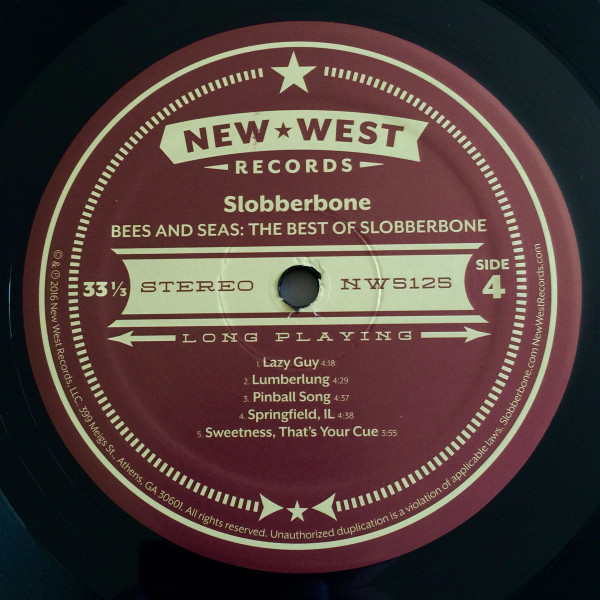 NEW★WEST
RECORDS
Slobberbone
BEES AND SEAS: THE BEST OF SLOBBERBONE
33 1/3 STEREO NW5125 SIDE 4
LONG PLAYING
1. Lazy Guy 4:18
2. Lumberlung 4:29
3. Pinball Song 4:37
4. Springfield, IL 4:38
5. Sweetness, That's Your Cue 3:55
© & ℗ 2016 New West Records, LLC. 399 Meigs St., Athens, GA 30601. All rights reserved. Unauthorized duplication is a violation of applicable laws. Slobberbone.com NewWestRecords.com